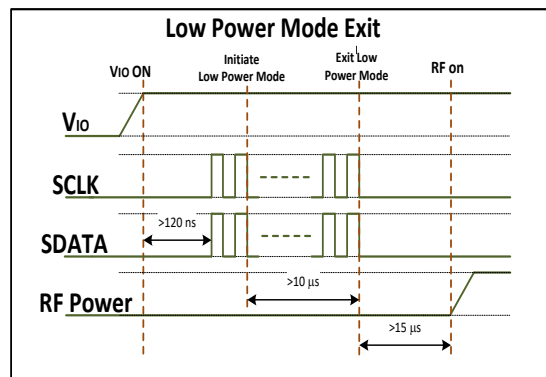 Low Power Mode Exit
VIO ON
Initiate
Low Power Mode
Exit Low
Power Mode
RF on
VIO
SCLK
>120 ns
SDATA
>10 µs
RF Power
>15 µs